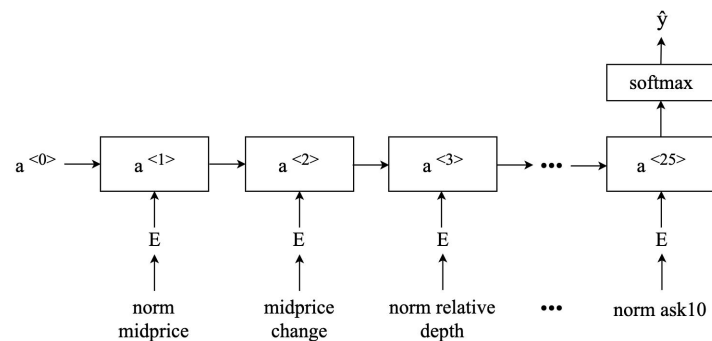 ŷ
softmax
a <0>
a <1>
a <2>
a <3>
•••
a <25>
E
E
E
E
norm
midprice
midprice
change
norm relative
depth
•••
norm ask10